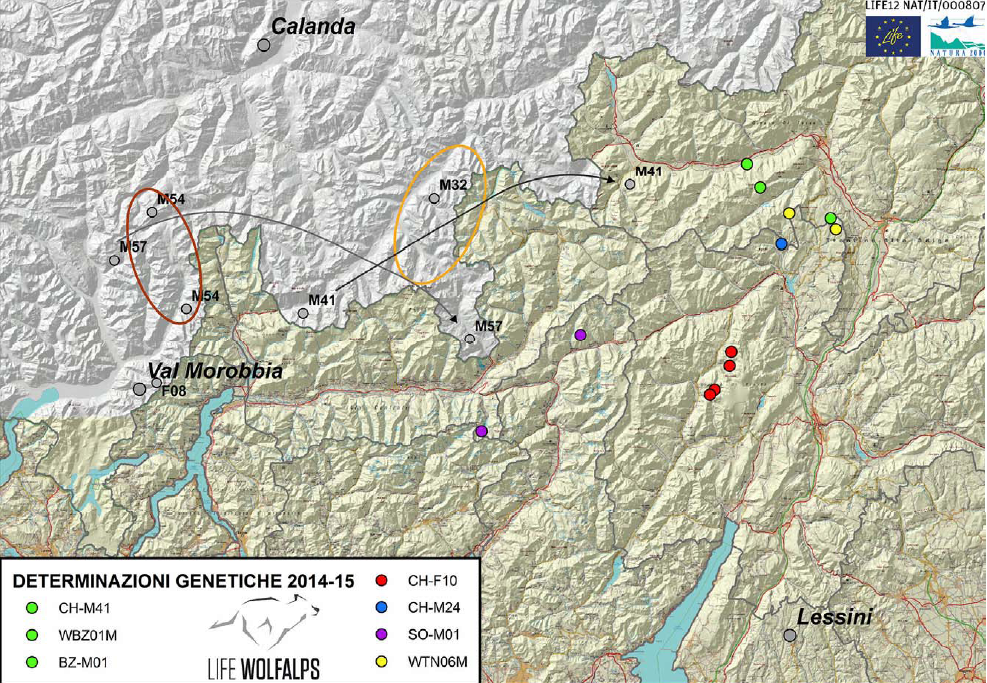 LIFE12 NAT/IT/000807
Life
NATURA 2000
Calanda
M32
M41
M54
M57
M54
M41
M57
Val Morobbia
F08
Lessini
DETERMINAZIONI GENETICHE 2014-15
CH-M41
WBZ01M
BZ-M01
LIFE WOLFALPS
CH-F10
CH-M24
SO-M01
WTN06M